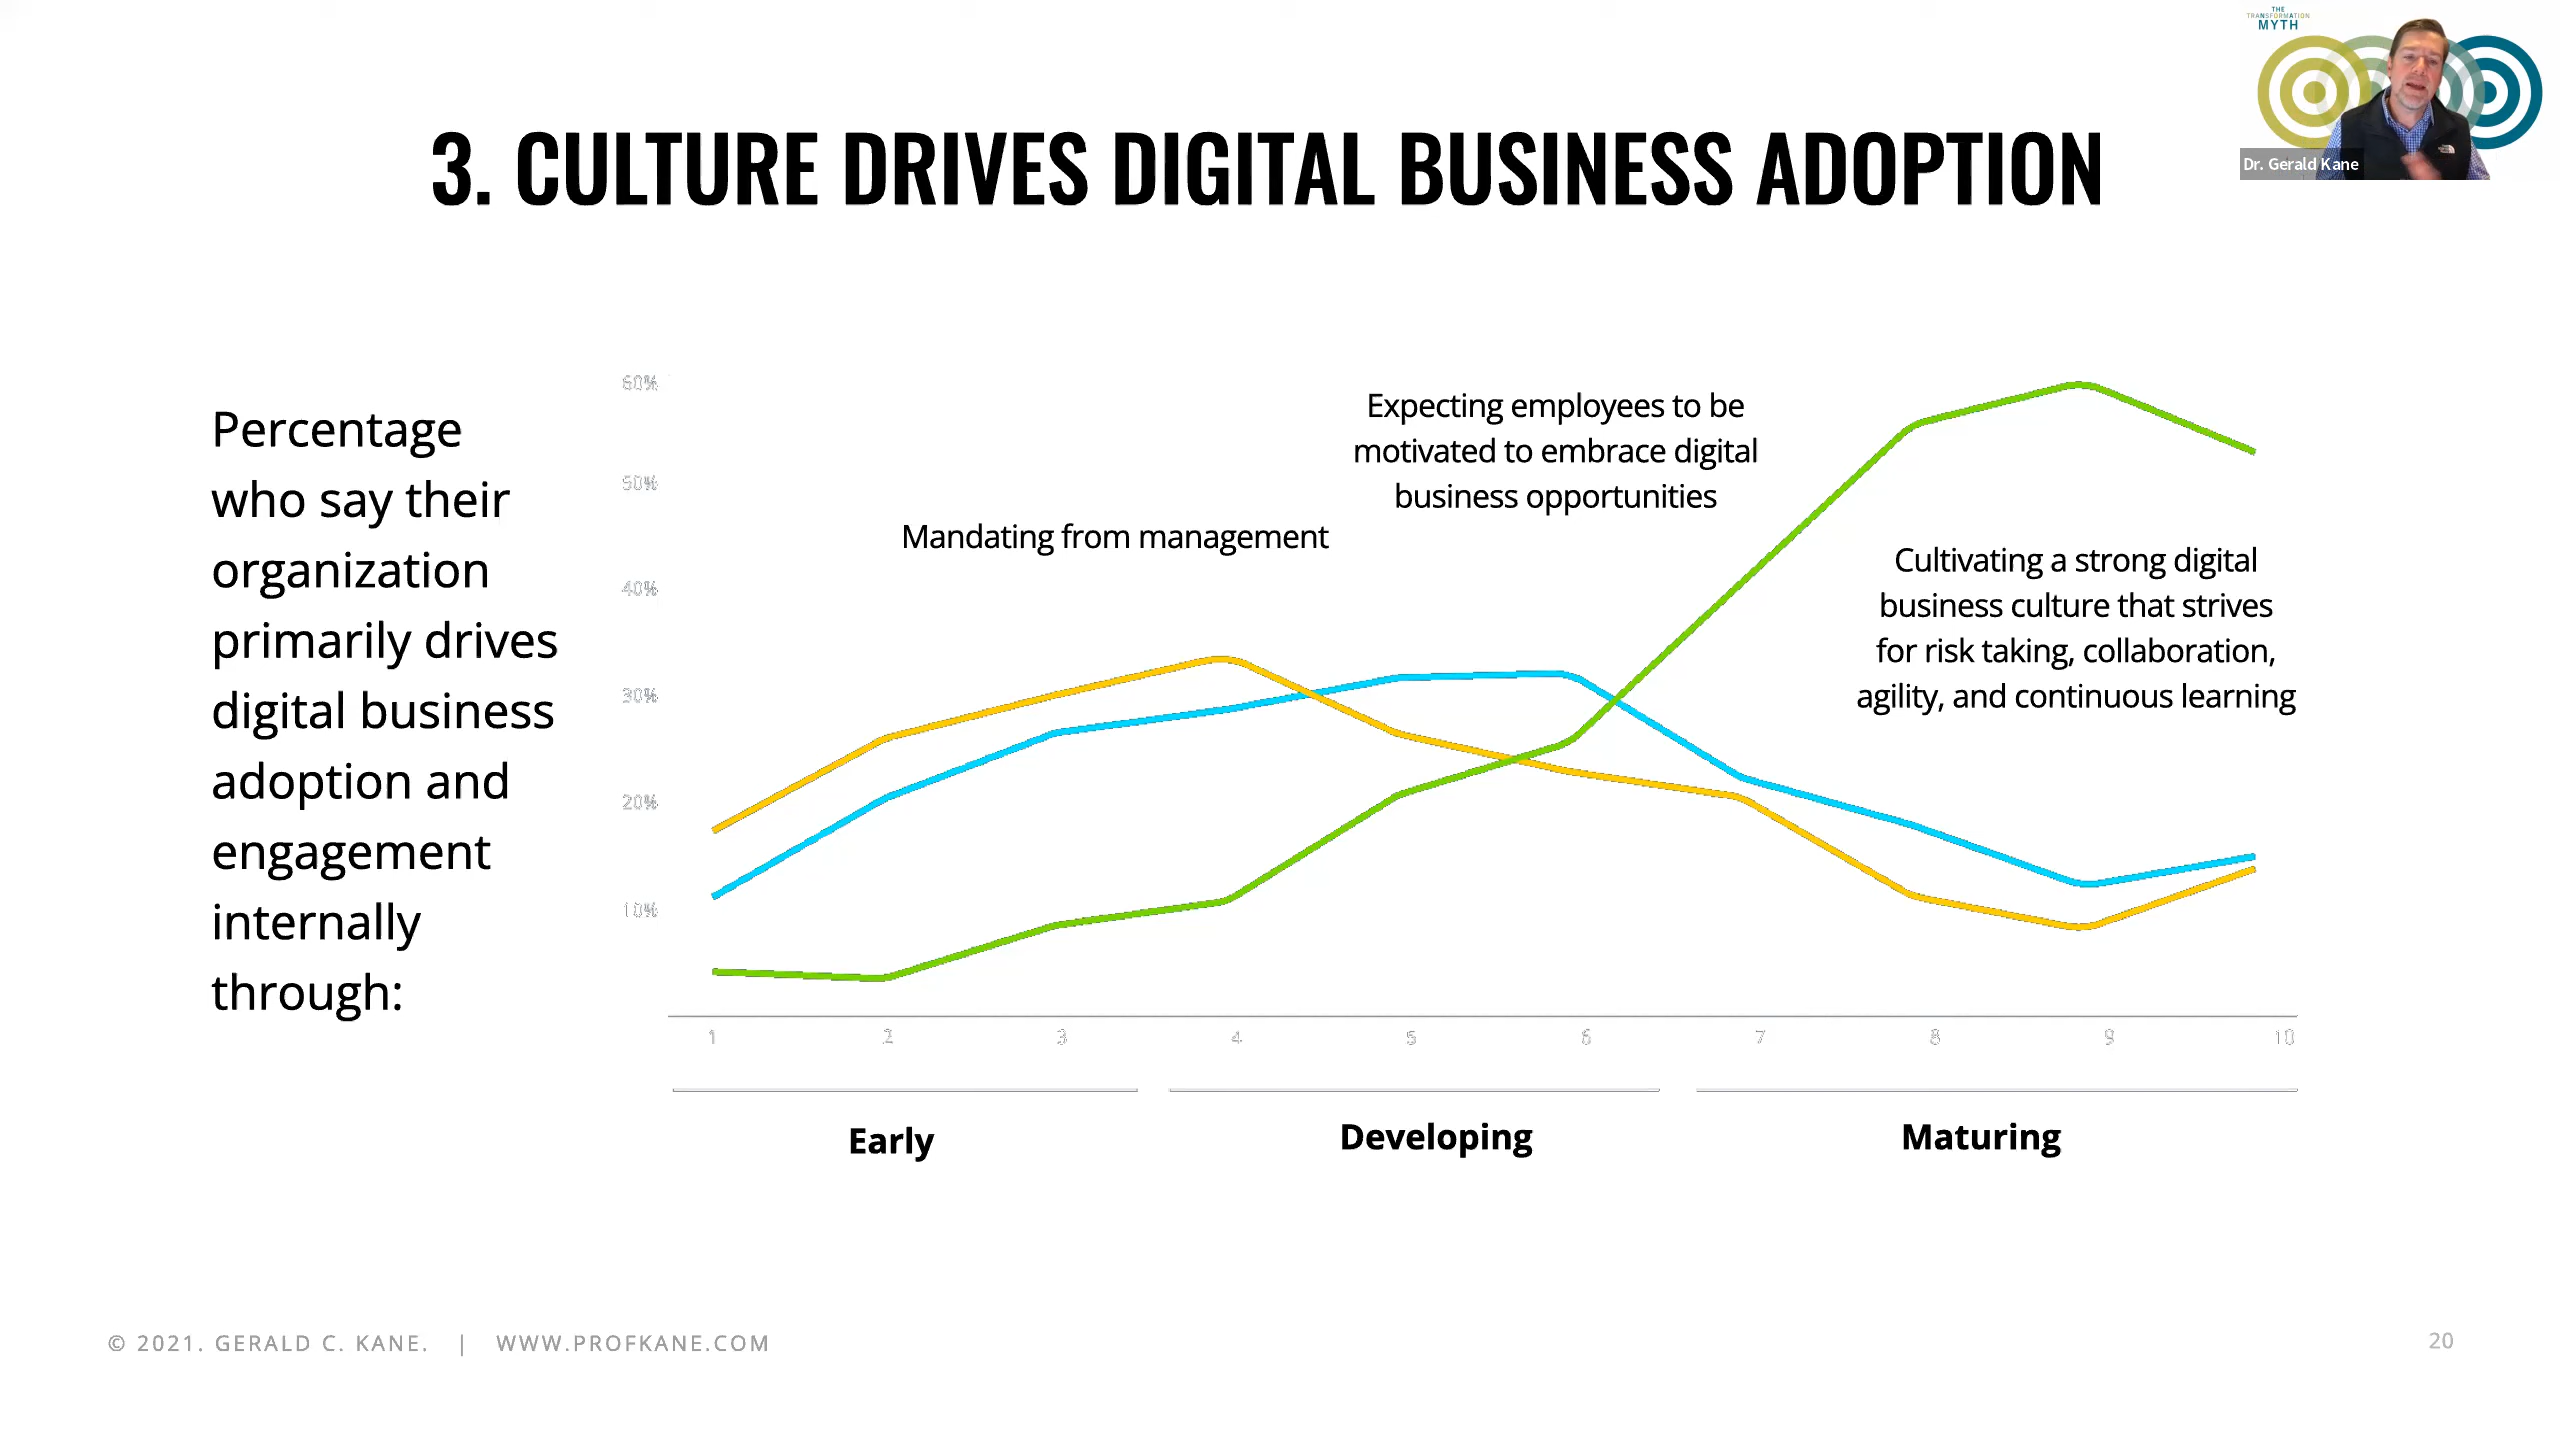 THE
TRANSFORMATION
MYTH
Dr. Gerald Kane
3. CULTURE DRIVES DIGITAL BUSINESS ADOPTION
Percentage
who say their
organization
primarily drives
digital business
adoption and
engagement
internally
through:
60%
50%
40%
30%
20%
10%
Mandating from management
Expecting employees to be
motivated to embrace digital
business opportunities
Cultivating a strong digital
business culture that strives
for risk taking, collaboration,
agility, and continuous learning
1 2 3 4 5 6 7 8 9 10
Early Developing Maturing
© 2021. GERALD C. KANE. | WWW.PROFKANE.COM
20